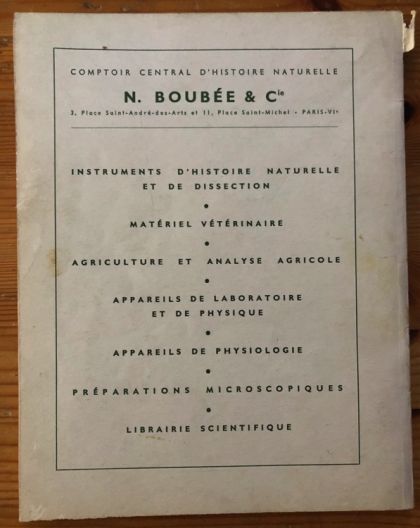 COMPTOIR CENTRAL D'HISTOIRE NATURELLE
N. BOUBÉE & Cie
3, Place Saint-André-des-Arts et 11, Place Saint-Michel - PARIS-VIe
INSTRUMENTS D'HISTOIRE NATURELLE
ET DE DISSECTION
•
MATÉRIEL VÉTÉRINAIRE
•
AGRICULTURE ET ANALYSE AGRICOLE
•
APPAREILS DE LABORATOIRE
ET DE PHYSIQUE
•
APPAREILS DE PHYSIOLOGIE
•
PRÉPARATIONS MICROSCOPIQUES
•
LIBRAIRIE SCIENTIFIQUE